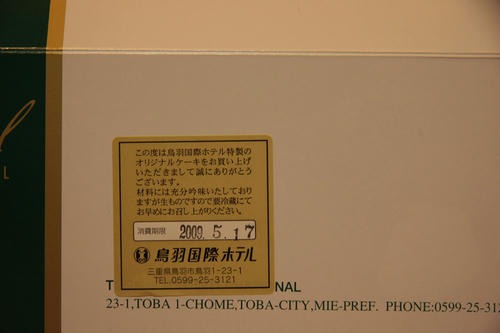 L
この度は鳥羽国際ホテル特製の
オリジナルケーキをお買い上げ
いただきまして誠にありがとう
ございます。
材料には充分吟味いたしており
ますが生ものですので要冷蔵にて
お早めにお召し上がりください。
消費期限 2009. 5. 17
鳥羽国際ホテル
三重県鳥羽市鳥羽1-23-1
TEL.0599-25-3121
T NAL
23-1,TOBA 1-CHOME,TOBA-CITY,MIE-PREF. PHONE:0599-25-31